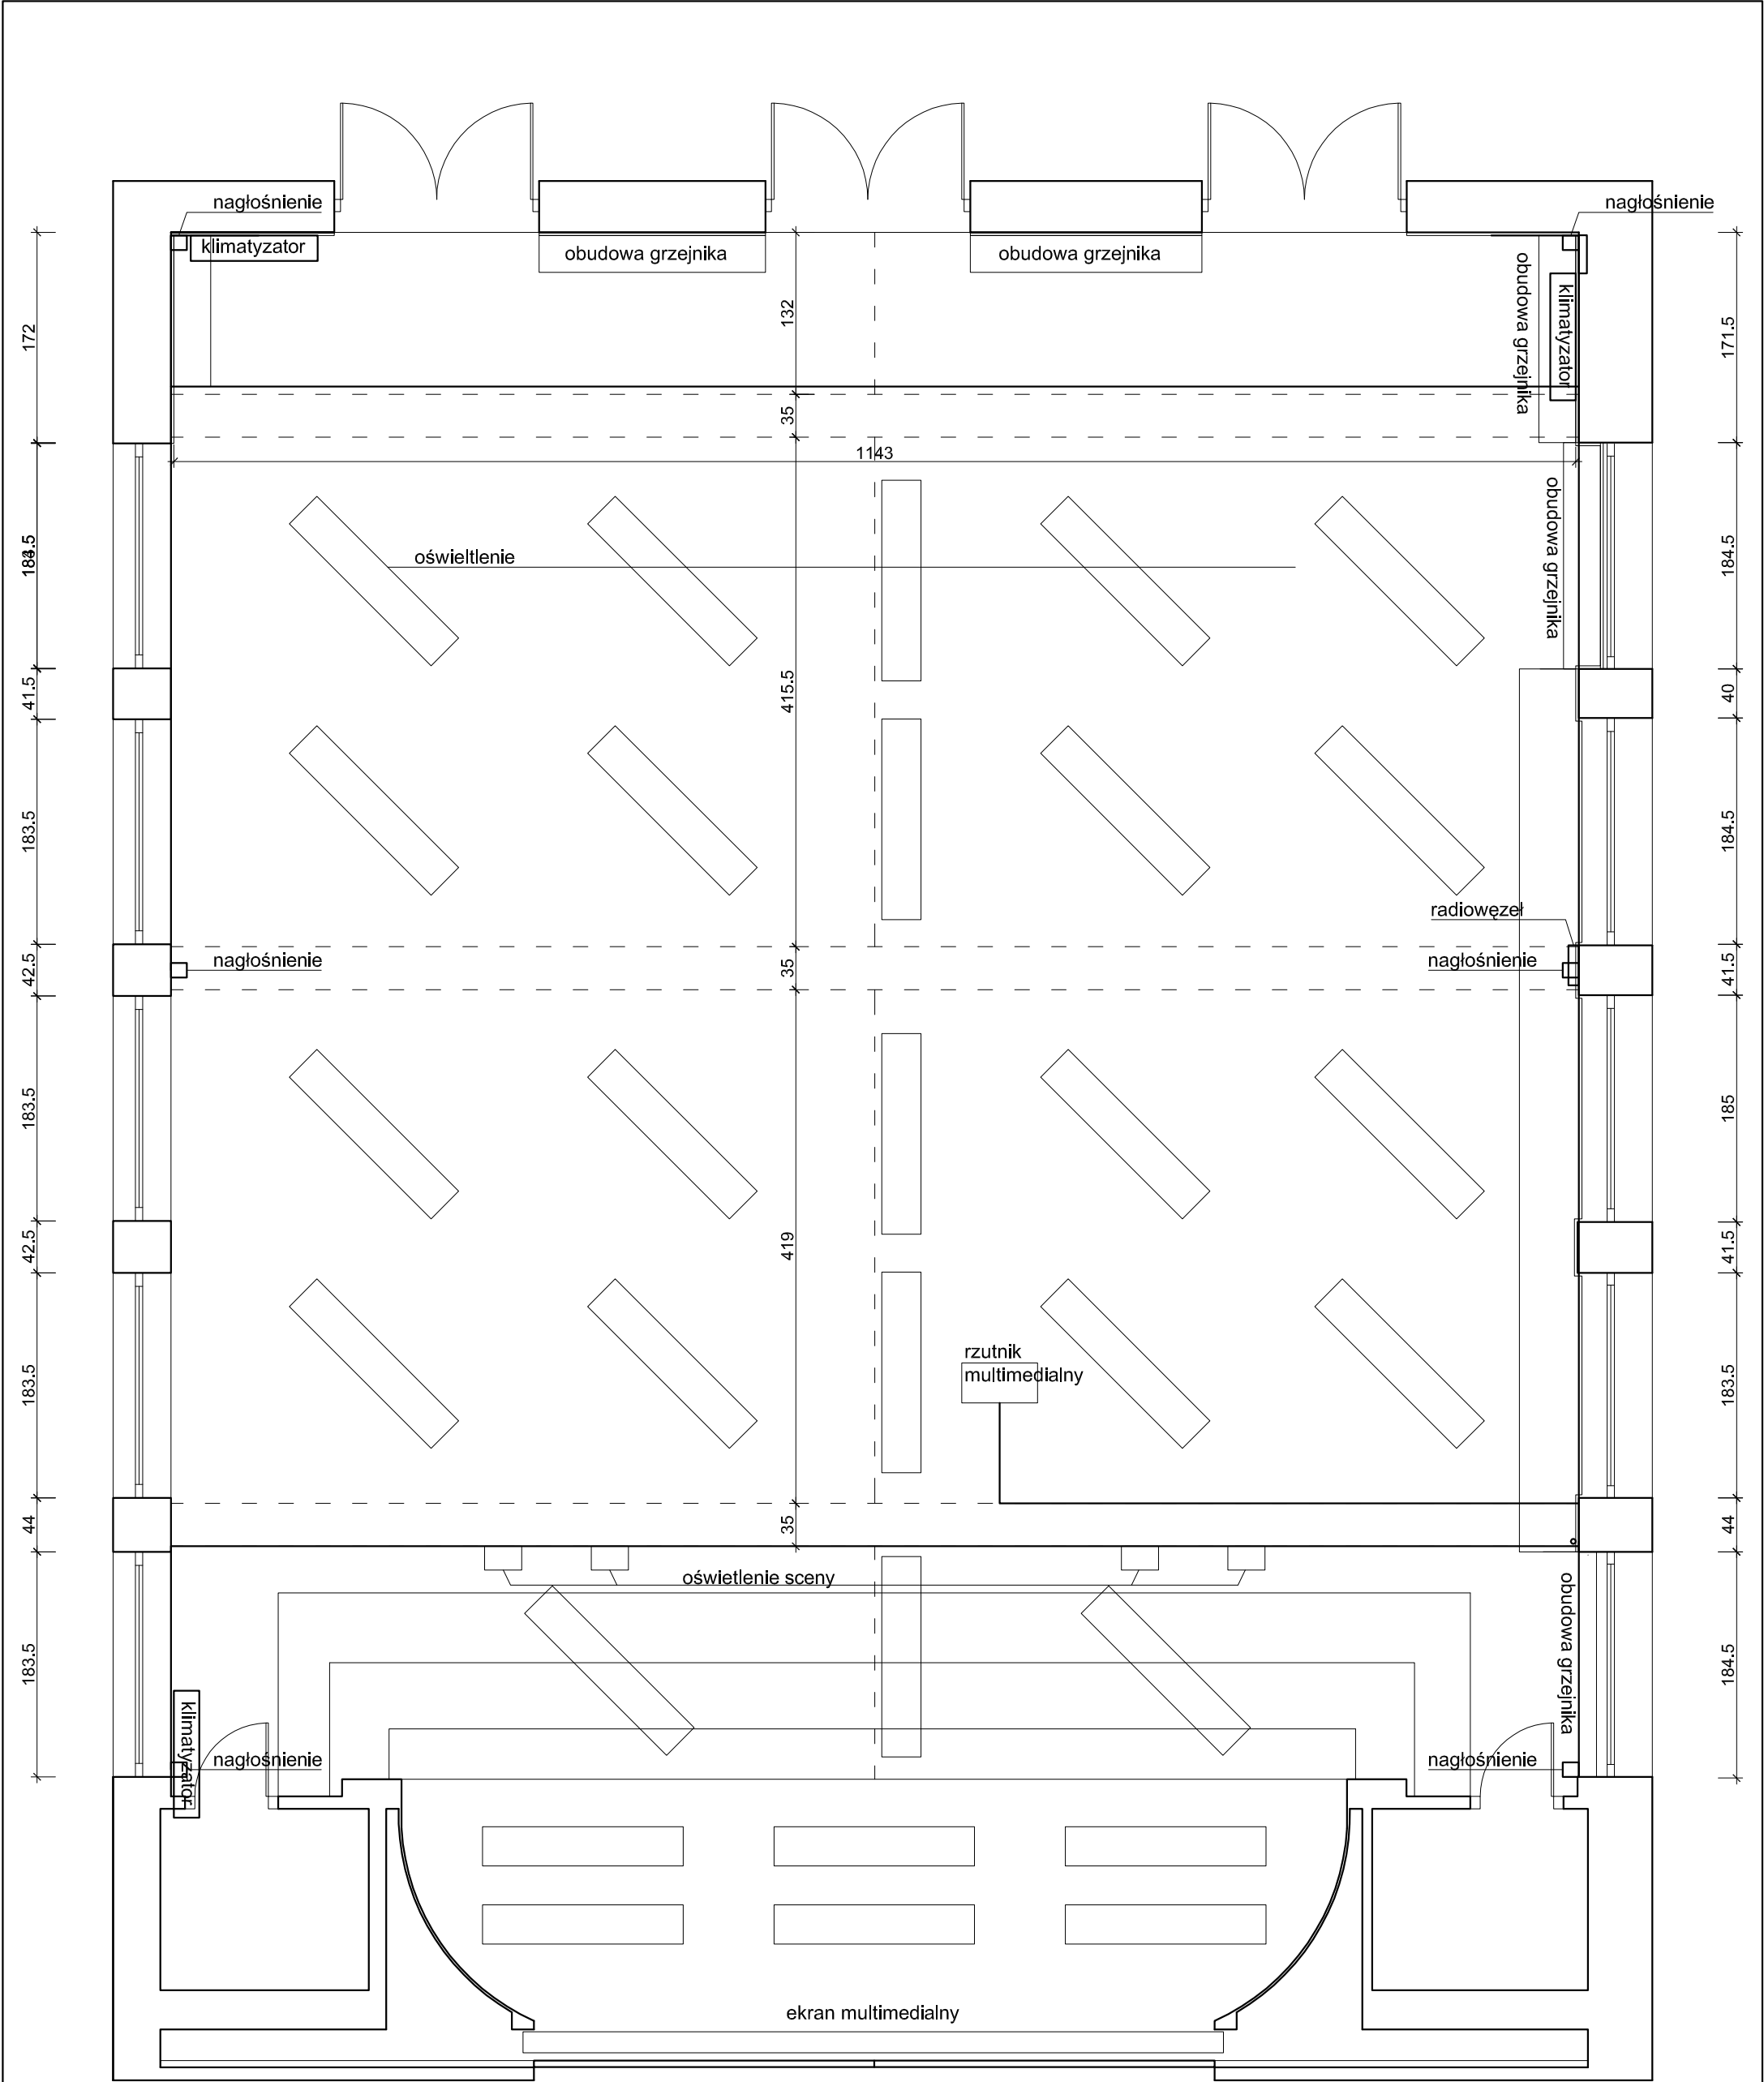 nagłośnienie
nagłośnienie
klimatyzator
obudowa grzejnika
obudowa grzejnika
obudowa grzejnika
klimatyzator
172
132
171.5
35
1143
obudowa grzejnika
oświeltlenie
184.5
184.5
41.5
415.5
40
183.5
184.5
radiowęzeł
nagłośnienie
nagłośnienie
42.5
35
41.5
183.5
185
42.5
419
41.5
rzutnik
multimedialny
183.5
183.5
44
35
44
oświetlenie sceny
obudowa grzejnika
183.5
184.5
klimatyzator
nagłośnienie
nagłośnienie
ekran multimedialny